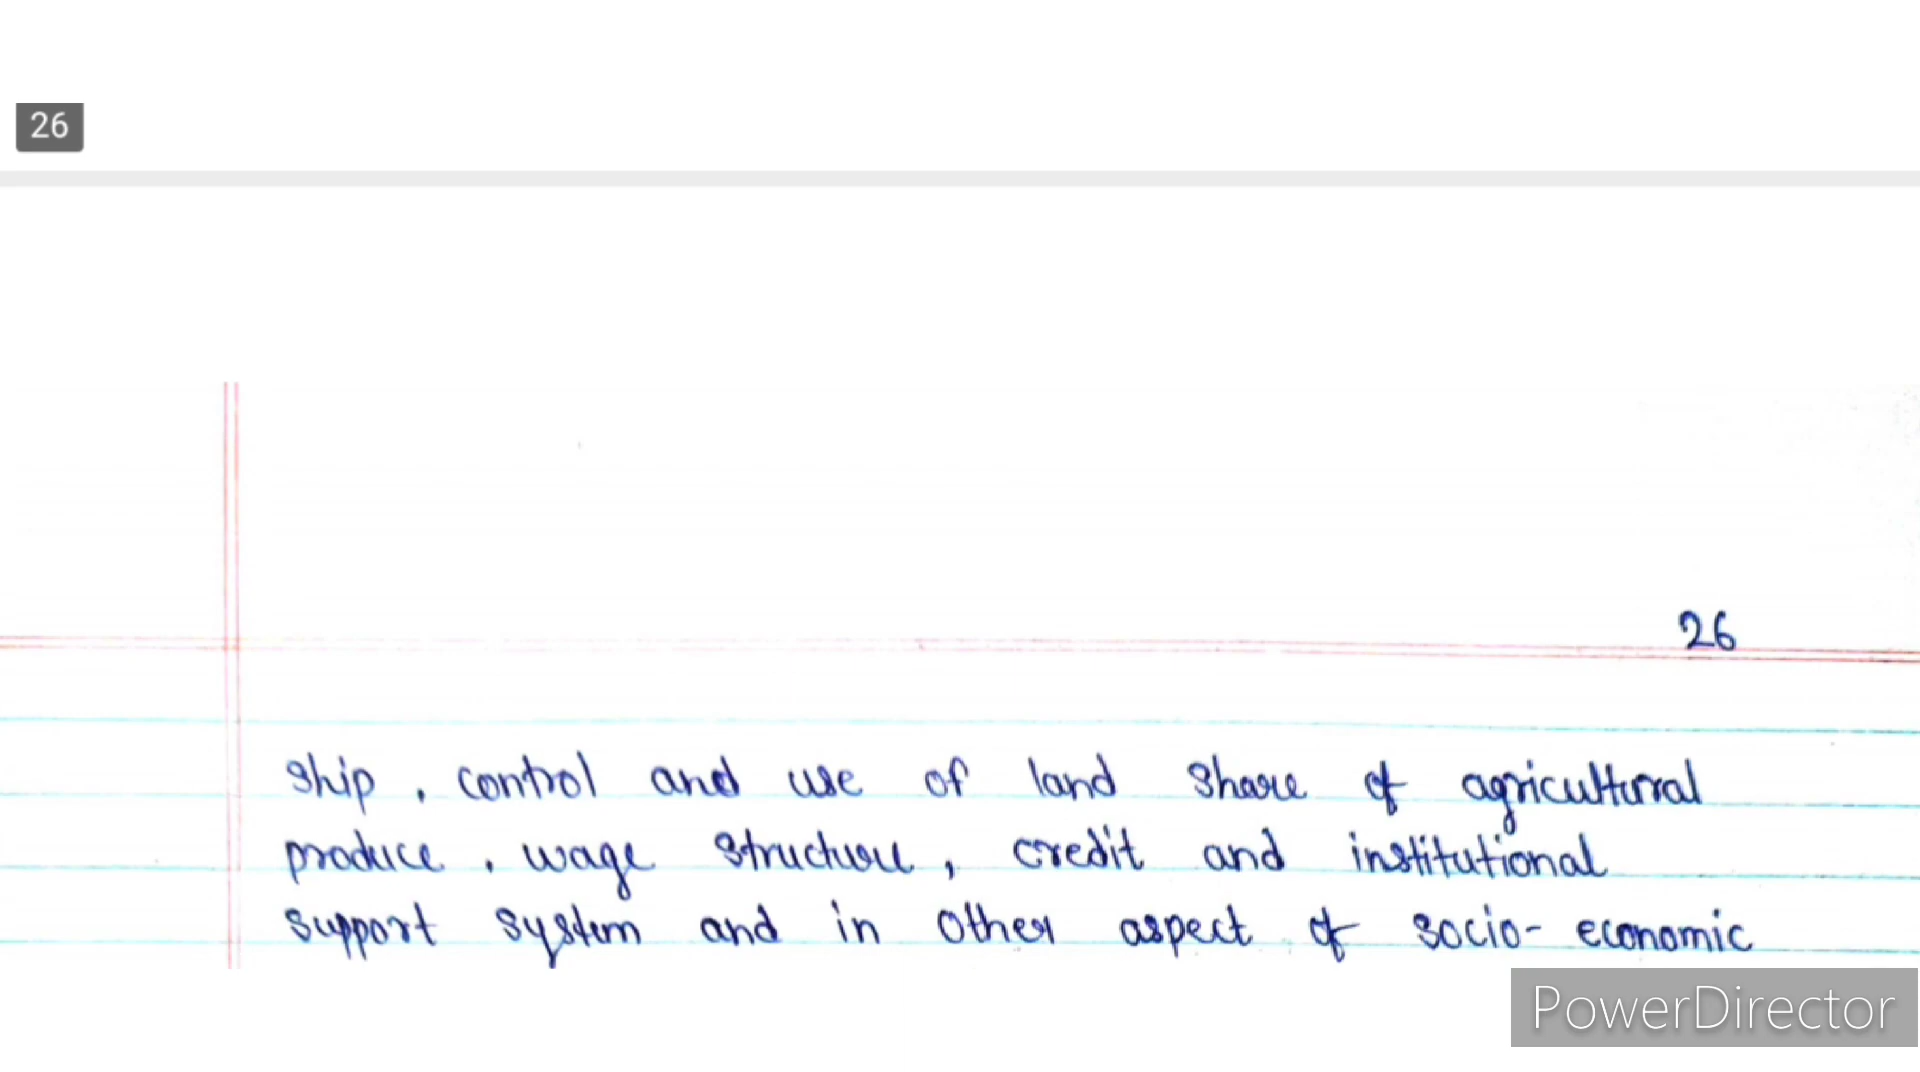 26
26
ship, control and use of land share of agricultural
produce, wage structure, credit and institutional
support system and in other aspect of socio-economic
PowerDirector